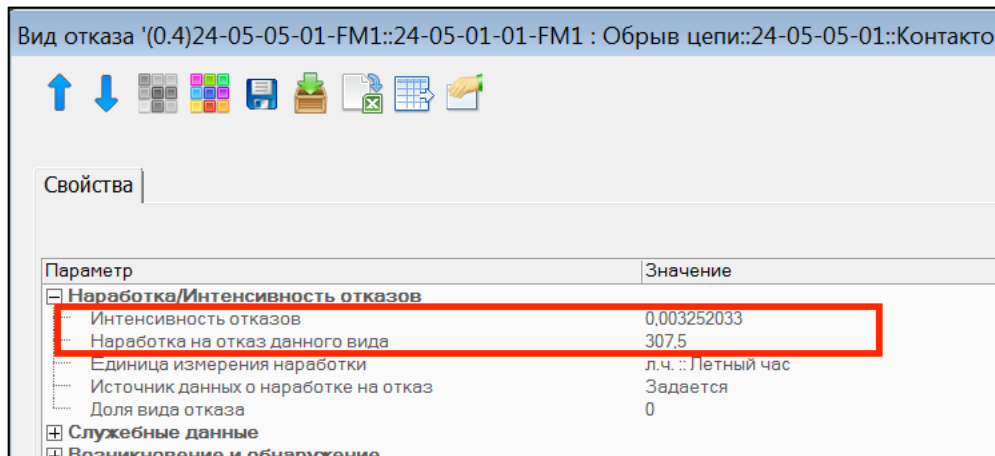 Вид отказа '(0.4)24-05-05-01-FM1::24-05-01-01-FM1 : Обрыв цепи::24-05-05-01::Контакто
Свойства
Параметр Значение
Наработка/Интенсивность отказов
Интенсивность отказов 0,003252033
Наработка на отказ данного вида 307,5
Единица измерения наработки л.ч. :: Летный час
Источник данных о наработке на отказ Задается
Доля вида отказа 0
Служебные данные
Возникновение и обнаружение